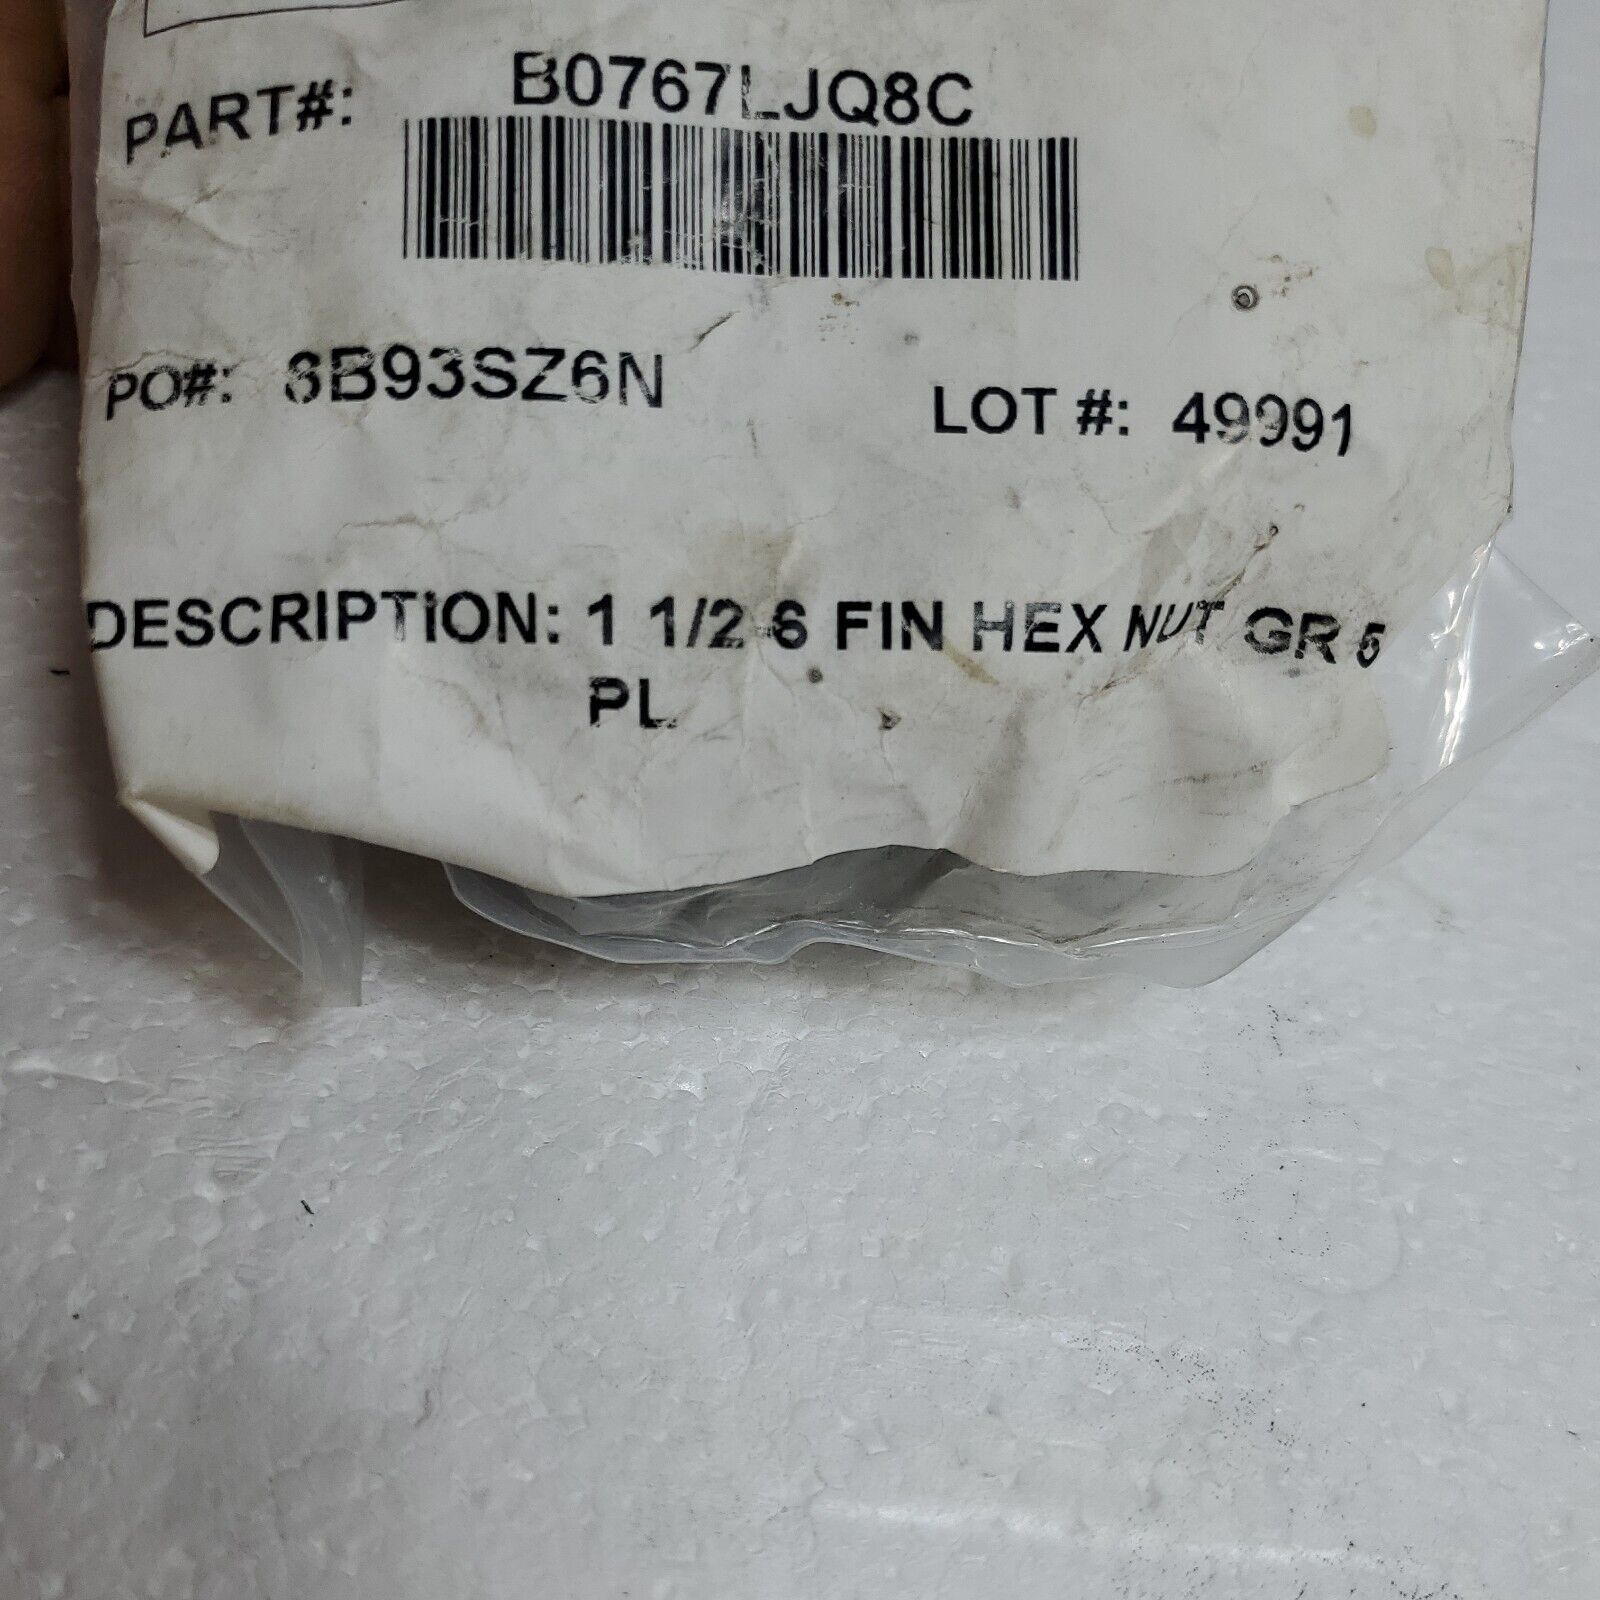 PART#: B0767LJQ8C
PO#: 8B93SZ6N LOT #: 49991
DESCRIPTION: 1 1/2-6 FIN HEX NUT GR 5
PL